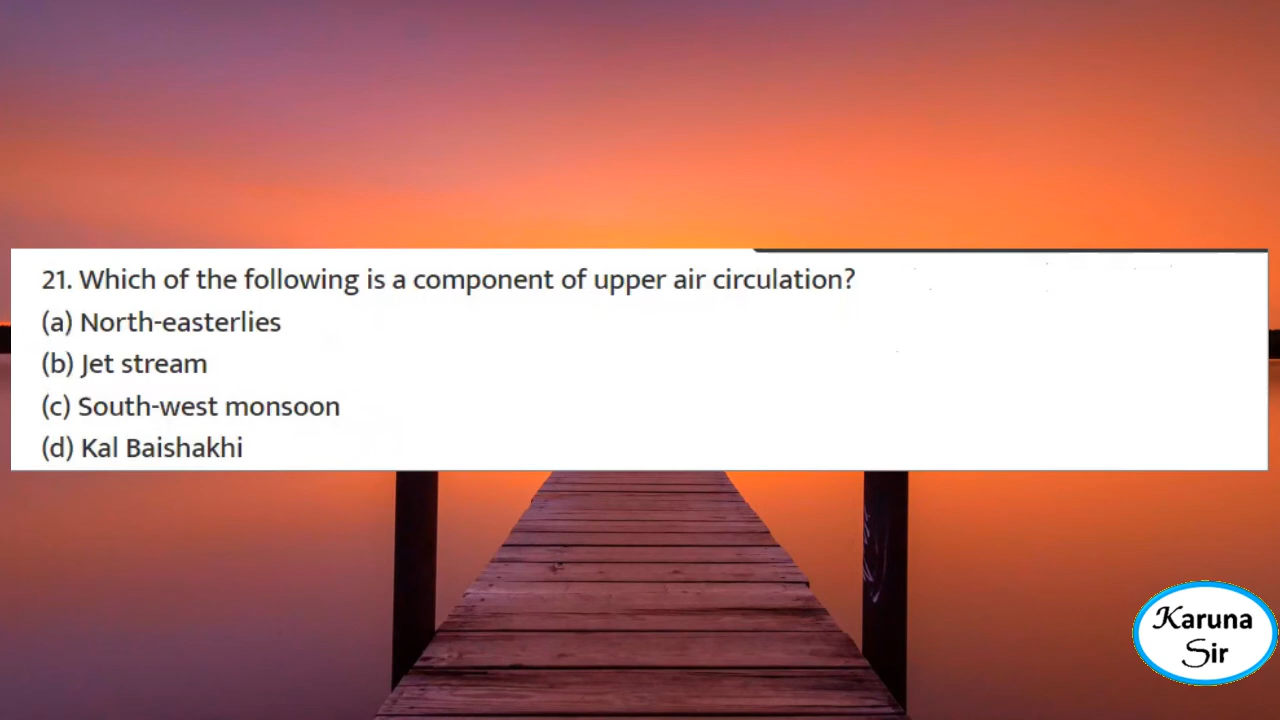 21. Which of the following is a component of upper air circulation?
(a) North-easterlies
(b) Jet stream
(c) South-west monsoon
(d) Kal Baishakhi
Karuna
Sir